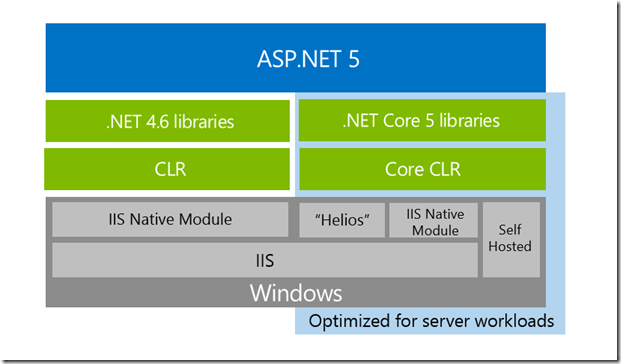 ASP.NET 5
.NET 4.6 libraries
.NET Core 5 libraries
CLR
Core CLR
IIS Native Module
“Helios”
IIS Native
Module
Self
Hosted
IIS
Windows
Optimized for server workloads